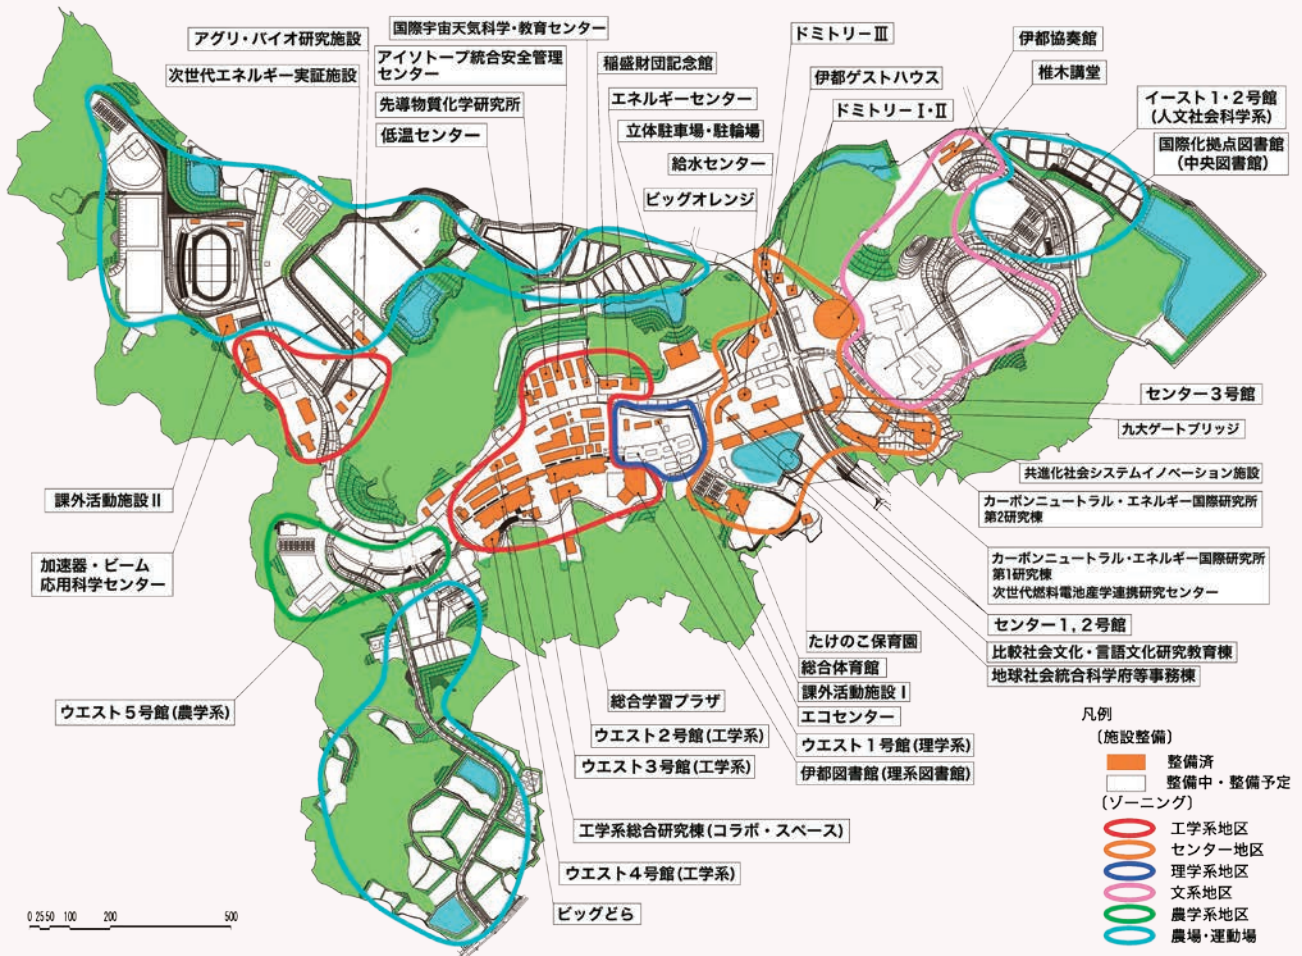 アグリ・バイオ研究施設
次世代エネルギー実証施設
国際宇宙天気科学・教育センター
アイソトープ統合安全管理
センター
先導物質化学研究所
低温センター
稲盛財団記念館
エネルギーセンター
立体駐車場・駐輪場
給水センター
ビッグオレンジ
ドミトリーⅢ
伊都ゲストハウス
ドミトリーⅠ・Ⅱ
伊都協奏館
椎木講堂
イースト1・2号館
(人文社会科学系)
国際化拠点図書館
(中央図書館)
センター3号館
九大ゲートブリッジ
共進化社会システムイノベーション施設
カーボンニュートラル・エネルギー国際研究所
第2研究棟
カーボンニュートラル・エネルギー国際研究所
第1研究棟
次世代燃料電池産学連携研究センター
センター1,2号館
比較社会文化・言語文化研究教育棟
地球社会統合科学府等事務棟
課外活動施設Ⅱ
加速器・ビーム
応用科学センター
ウエスト5号館(農学系)
たけのこ保育園
総合体育館
課外活動施設Ⅰ
エコセンター
ウエスト1号館(理学系)
伊都図書館(理系図書館)
総合学習プラザ
ウエスト2号館(工学系)
ウエスト3号館(工学系)
工学系総合研究棟(コラボ・スペース)
ウエスト4号館(工学系)
ビッグどら
凡例
〔施設整備〕
整備済
整備中・整備予定
〔ゾーニング〕
工学系地区
センター地区
理学系地区
文系地区
農学系地区
農場・運動場
0 25 50 100 200 500